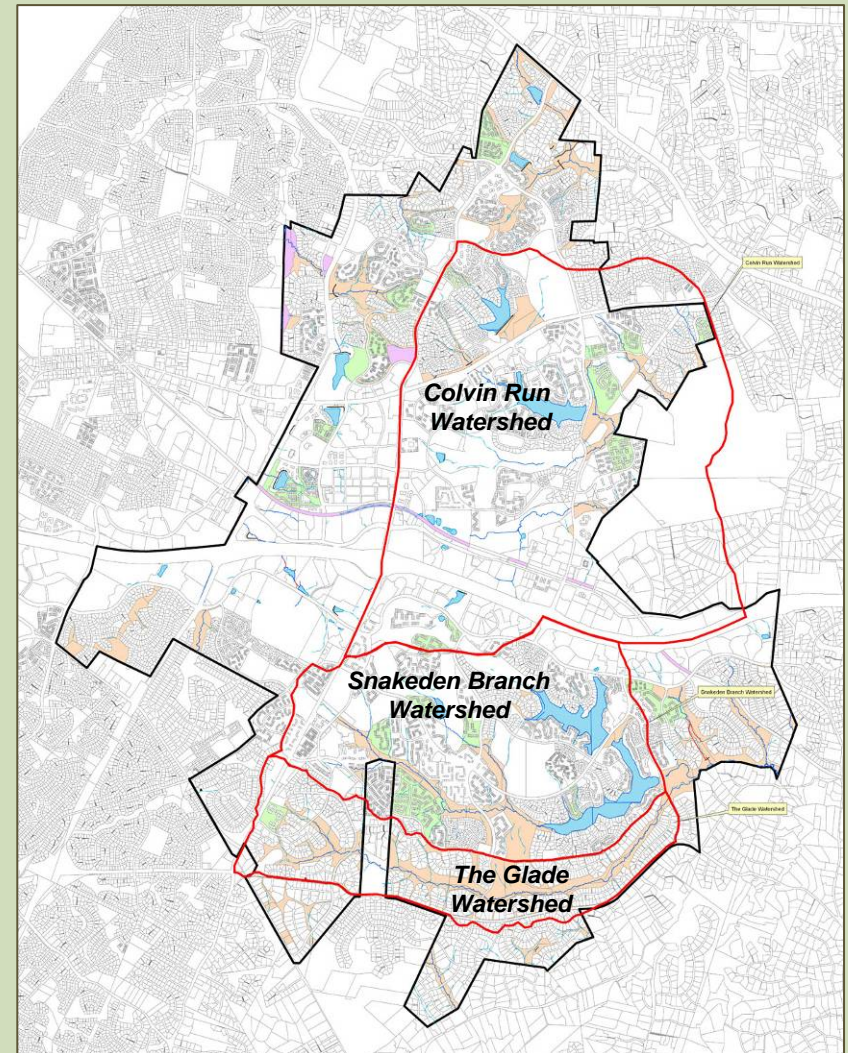 Colvin Run Watershed
Colvin Run
Watershed
Snakeden Branch
Watershed
Snakeden Branch Watershed
The Glade Watershed
The Glade
Watershed